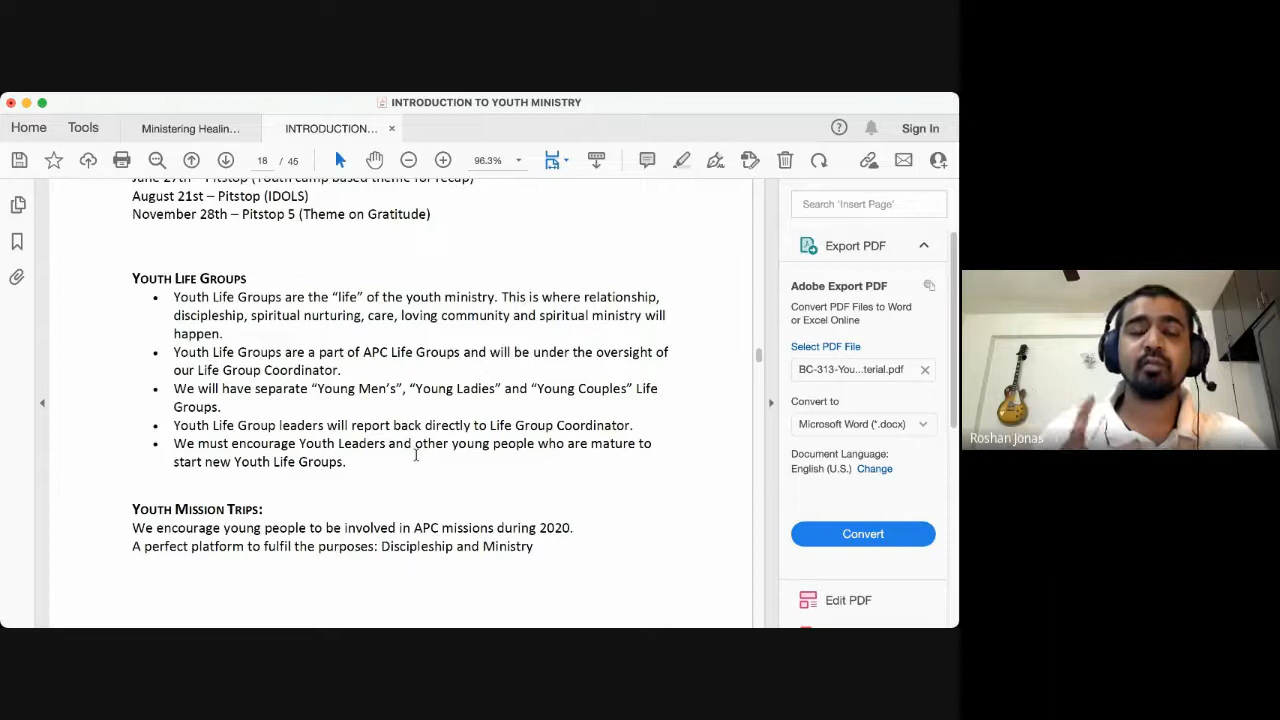 INTRODUCTION TO YOUTH MINISTRY
Home
Tools
Ministering Healin...
INTRODUCTION...
Sign In
18 / 45
96.3%
June 27th – Pitstop (Youth camp based theme for recap)
August 21st – Pitstop (IDOLS)
November 28th – Pitstop 5 (Theme on Gratitude)
YOUTH LIFE GROUPS
• Youth Life Groups are the “life” of the youth ministry. This is where relationship,
discipleship, spiritual nurturing, care, loving community and spiritual ministry will
happen.
• Youth Life Groups are a part of APC Life Groups and will be under the oversight of
our Life Group Coordinator.
• We will have separate “Young Men’s”, “Young Ladies” and “Young Couples” Life
Groups.
• Youth Life Group leaders will report back directly to Life Group Coordinator.
• We must encourage Youth Leaders and other young people who are mature to
start new Youth Life Groups.
YOUTH MISSION TRIPS:
We encourage young people to be involved in APC missions during 2020.
A perfect platform to fulfil the purposes: Discipleship and Ministry
Search 'Insert Page'
Export PDF
Adobe Export PDF
Convert PDF Files to Word
or Excel Online
Select PDF File
BC-313-You...terial.pdf
Convert to
Microsoft Word (*.docx)
Document Language:
English (U.S.) Change
Convert
Edit PDF
Roshan Jonas